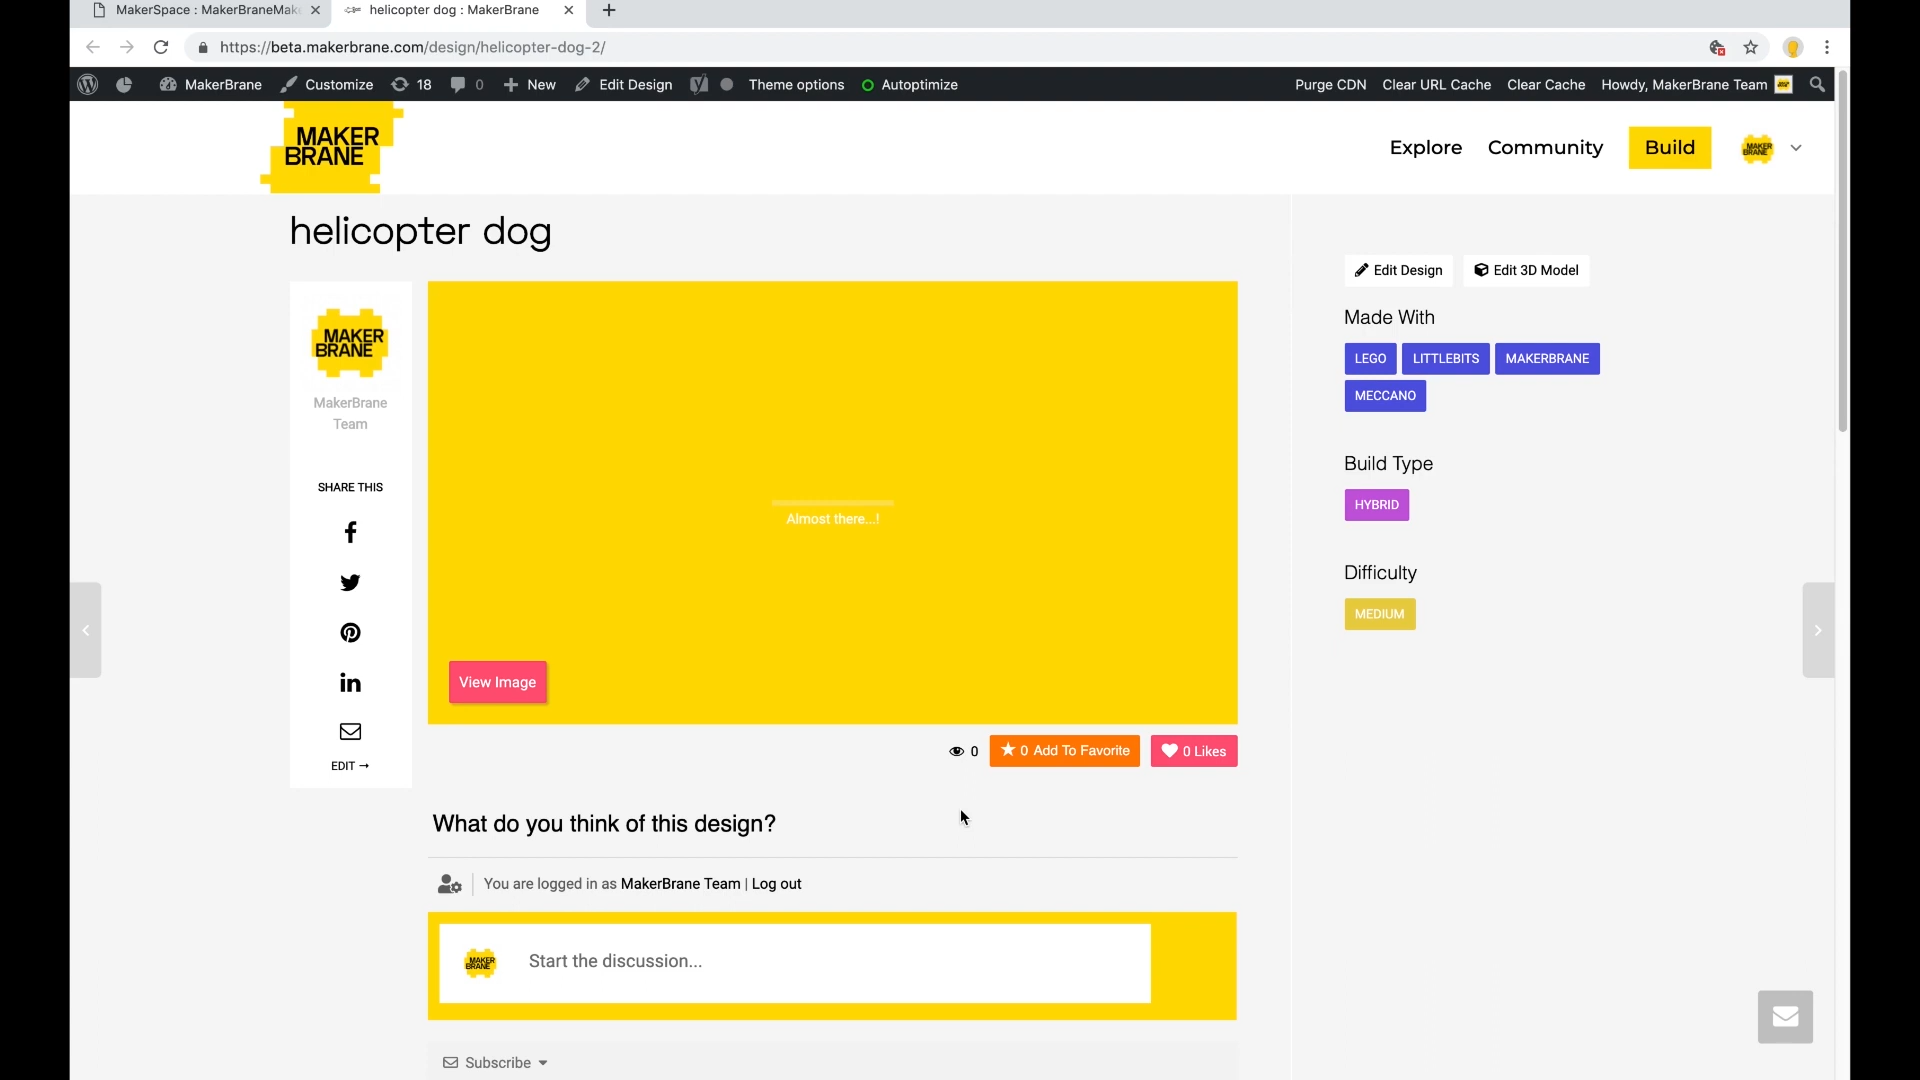 MakerSpace : MakerBraneMak
helicopter dog : MakerBrane
https://beta.makerbrane.com/design/helicopter-dog-2/
MakerBrane Customize 18 0 New Edit Design Theme options Autoptimize Purge CDN Clear URL Cache Clear Cache Howdy, MakerBrane Team
MAKER
BRANE
Explore Community Build
MAKER
BRANE
helicopter dog
MAKER
BRANE
MakerBrane
Team
SHARE THIS
EDIT →
Almost there...!
View Image
0
0 Add To Favorite
0 Likes
What do you think of this design?
You are logged in as MakerBrane Team | Log out
MAKER
BRANE
Start the discussion...
Subscribe
Edit Design
Edit 3D Model
Made With
LEGO LITTLEBITS MAKERBRANE
MECCANO
Build Type
HYBRID
Difficulty
MEDIUM